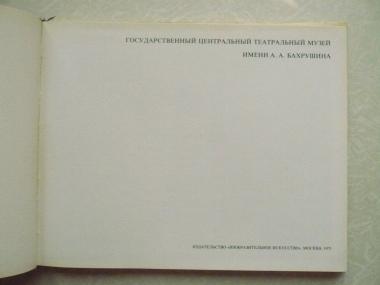 ГОСУДАРСТВЕННЫЙ ЦЕНТРАЛЬНЫЙ ТЕАТРАЛЬНЫЙ МУЗЕЙ
ИМЕНИ А. А. БАХРУШИНА
ИЗДАТЕЛЬСТВО «ИЗОБРАЗИТЕЛЬНОЕ ИСКУССТВО», МОСКВА